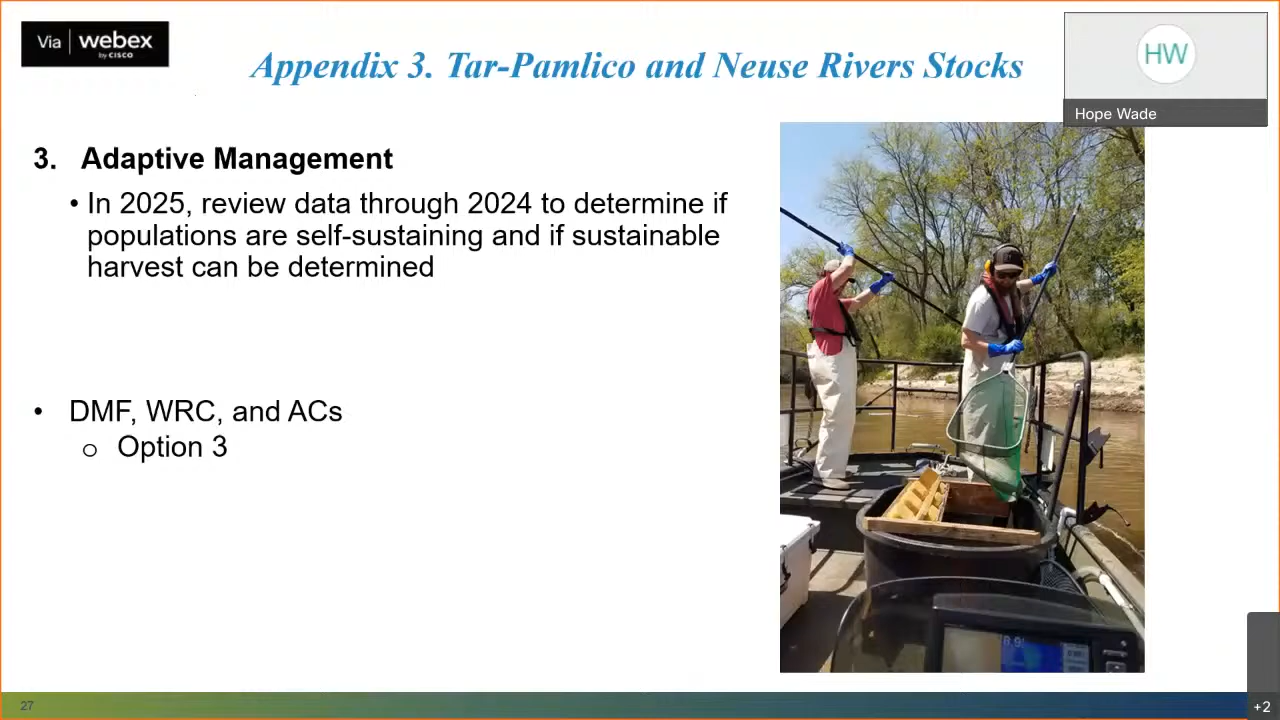 Via webex
by CISCO
Appendix 3. Tar-Pamlico and Neuse Rivers Stocks
HW
Hope Wade
3. Adaptive Management
• In 2025, review data through 2024 to determine if
populations are self-sustaining and if sustainable
harvest can be determined
• DMF, WRC, and ACs
o Option 3
27
+2